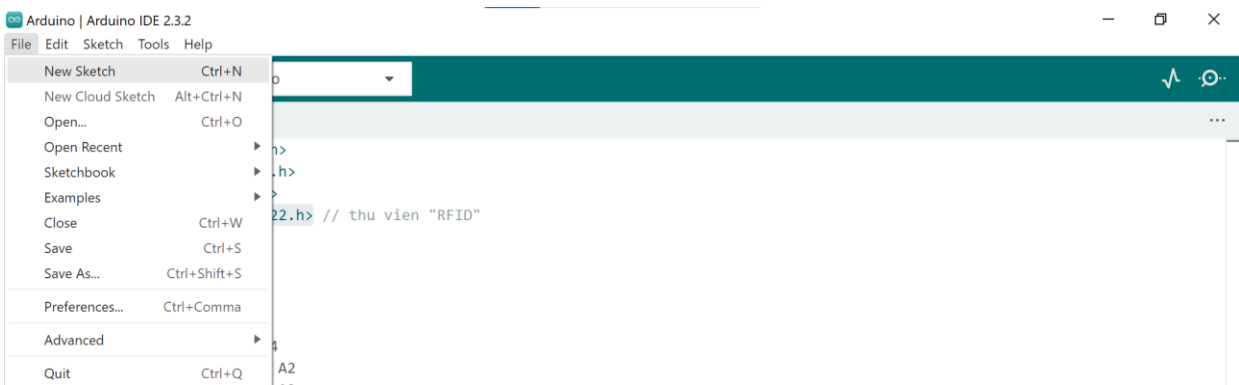 Arduino | Arduino IDE 2.3.2
File Edit Sketch Tools Help
New Sketch Ctrl+N
New Cloud Sketch Alt+Ctrl+N
Open... Ctrl+O
Open Recent
Sketchbook
Examples
Close Ctrl+W
Save Ctrl+S
Save As... Ctrl+Shift+S
Preferences... Ctrl+Comma
Advanced
Quit Ctrl+Q
o
h>
.h>
>
22.h> // thu vien "RFID"
4
A2